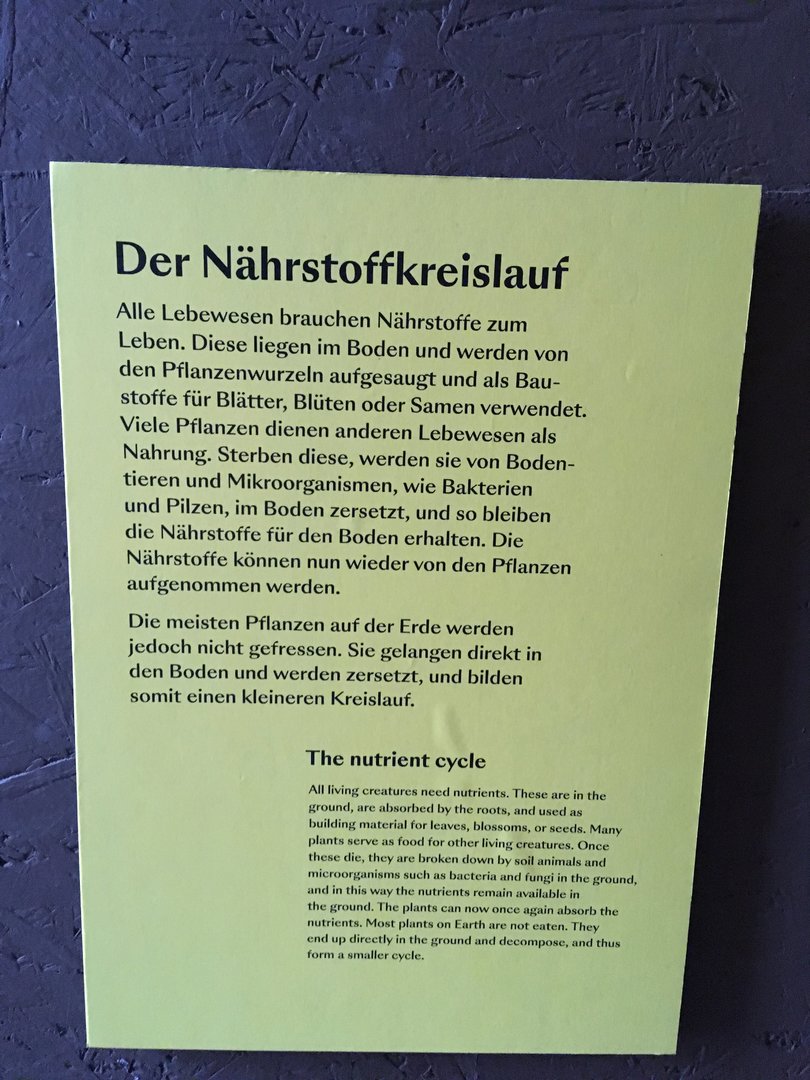 Der Nährstoffkreislauf
Alle Lebewesen brauchen Nährstoffe zum
Leben. Diese liegen im Boden und werden von
den Pflanzenwurzeln aufgesaugt und als Bau-
stoffe für Blätter, Blüten oder Samen verwendet.
Viele Pflanzen dienen anderen Lebewesen als
Nahrung. Sterben diese, werden sie von Boden-
tieren und Mikroorganismen, wie Bakterien
und Pilzen, im Boden zersetzt, und so bleiben
die Nährstoffe für den Boden erhalten. Die
Nährstoffe können nun wieder von den Pflanzen
aufgenommen werden.
Die meisten Pflanzen auf der Erde werden
jedoch nicht gefressen. Sie gelangen direkt in
den Boden und werden zersetzt, und bilden
somit einen kleineren Kreislauf.
The nutrient cycle
All living creatures need nutrients. These are in the
ground, are absorbed by the roots, and used as
building material for leaves, blossoms, or seeds. Many
plants serve as food for other living creatures. Once
these die, they are broken down by soil animals and
microorganisms such as bacteria and fungi in the ground,
and in this way the nutrients remain available in
the ground. The plants can now once again absorb the
nutrients. Most plants on Earth are not eaten. They
end up directly in the ground and decompose, and thus
form a smaller cycle.